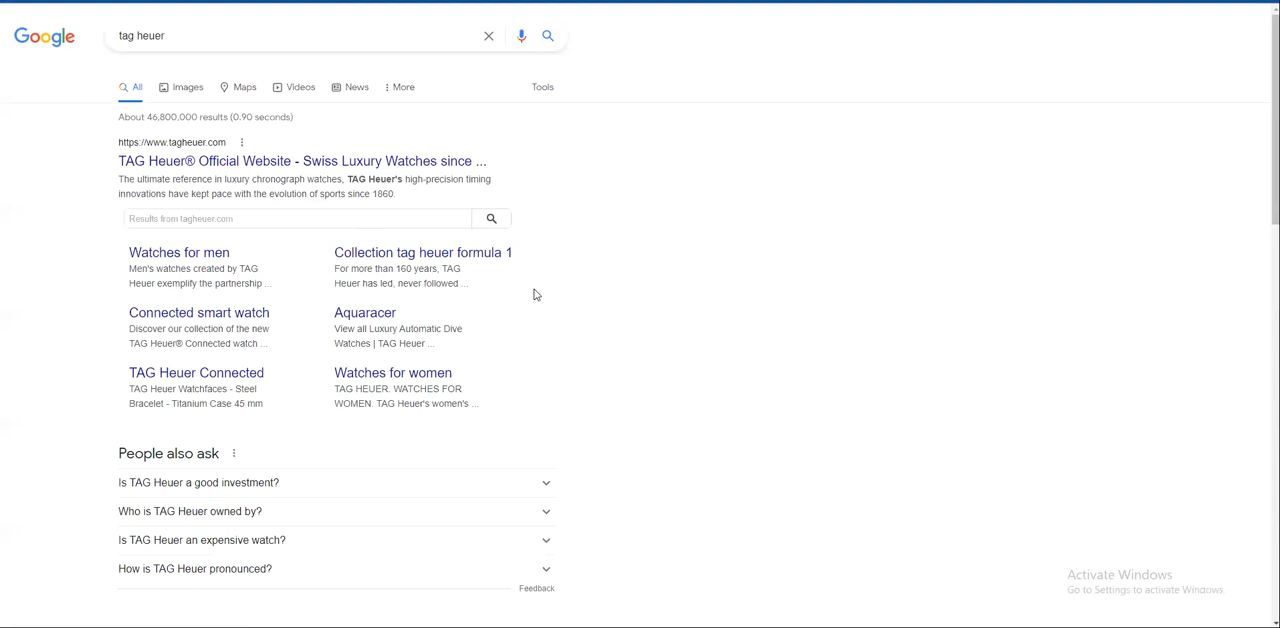 Google
tag heuer
All Images Maps Videos News More Tools
About 46,800,000 results (0.90 seconds)
https://www.tagheuer.com
TAG Heuer® Official Website - Swiss Luxury Watches since ...
The ultimate reference in luxury chronograph watches, TAG Heuer's high-precision timing
innovations have kept pace with the evolution of sports since 1860.
Results from tagheuer.com
Watches for men
Men's watches created by TAG
Heuer exemplify the partnership ...
Collection tag heuer formula 1
For more than 160 years, TAG
Heuer has led, never followed ...
Connected smart watch
Discover our collection of the new
TAG Heuer® Connected watch ...
Aquaracer
View all Luxury Automatic Dive
Watches | TAG Heuer ...
TAG Heuer Connected
TAG Heuer Watchfaces - Steel
Bracelet - Titanium Case 45 mm
Watches for women
TAG HEUER. WATCHES FOR
WOMEN. TAG Heuer's women's ...
People also ask
Is TAG Heuer a good investment?
Who is TAG Heuer owned by?
Is TAG Heuer an expensive watch?
How is TAG Heuer pronounced?
Feedback
Activate Windows
Go to Settings to activate Windows.